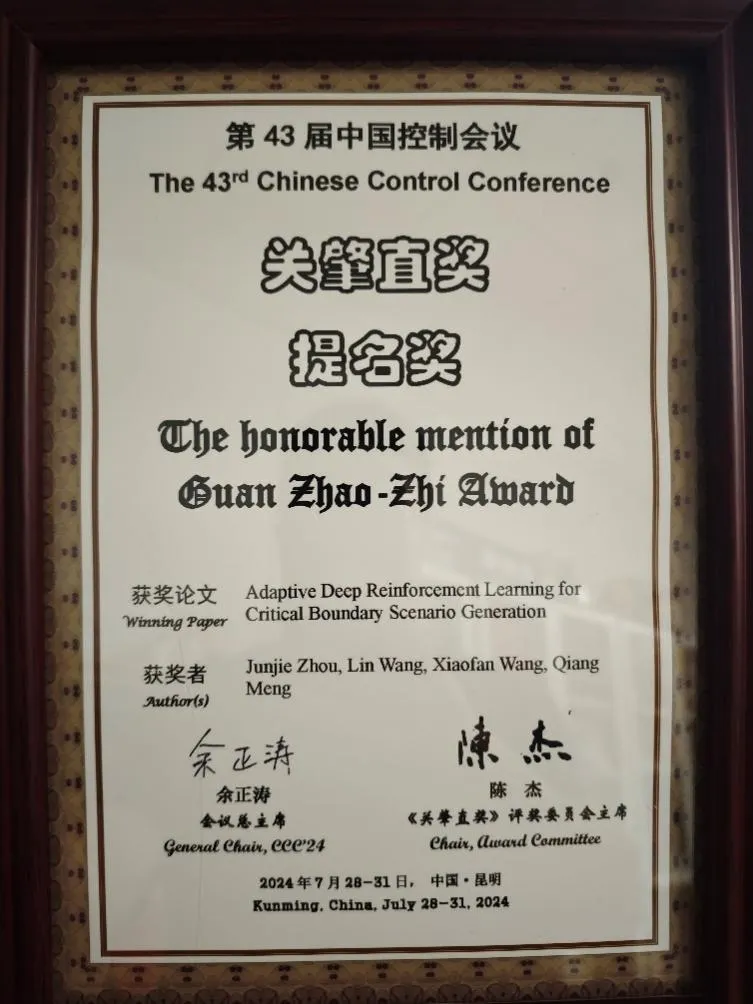 第 43 届中国控制会议
The 43rd Chinese Control Conference
关肇直奖
提名奖
The honorable mention of
Guan Zhao-Zhi Award
获奖论文
Winning Paper
Adaptive Deep Reinforcement Learning for
Critical Boundary Scenario Generation
获奖者
Author(s)
Junjie Zhou, Lin Wang, Xiaofan Wang, Qiang
Meng
余正涛
余正涛
会议总主席
General Chair, CCC'24
陳 杰
陈 杰
《关肇直奖》评奖委员会主席
Chair, Award Committee
2024 年 7 月 28-31 日， 中国·昆明
Kunming, China, July 28-31, 2024